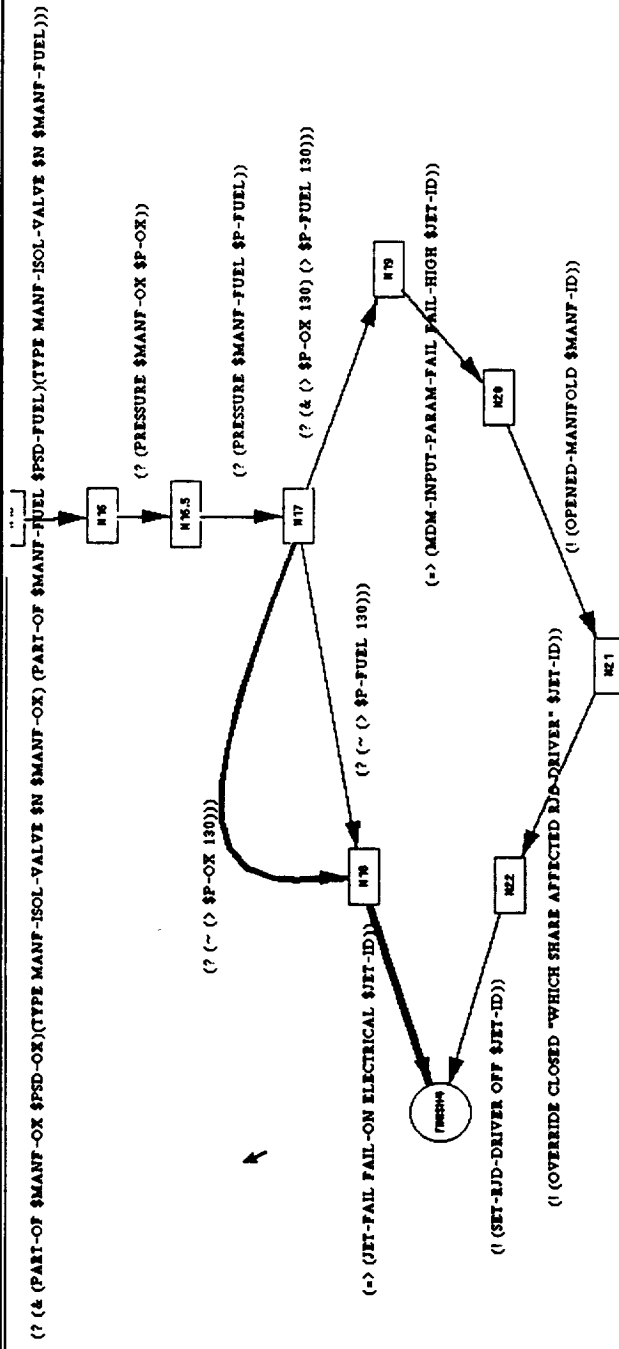 (? (& (PART-OF $MANF-OX $PSD-OX)(TYPE MANF-ISOL-VALVE $N $MANF-OX) (PART-OF $MANF-FUEL $PSD-FUEL)(TYPE MANF-ISOL-VALVE $N $MANF-FUEL)))
N16
(? (PRESSURE $MANF-OX $P-OX))
N16.5
(? (PRESSURE $MANF-FUEL $P-FUEL))
N17
(? (& (> $P-OX 130) (> $P-FUEL 130)))
(? (~ (> $P-OX 130)))
(? (~ (> $P-FUEL 130)))
N19
N18
(=> (MDM-INPUT-PARAM-FAIL FAIL-HIGH $JET-ID))
(=> (JET-FAIL FAIL-ON ELECTRICAL $JET-ID))
N20
N22
(! (OPENED-MANIFOLD $MANF-ID))
(! (SET-RJD-DRIVER OFF $JET-ID))
(! (OVERRIDE CLOSED "WHICH SHARE AFFECTED RJD-DRIVER" $JET-ID))
N21